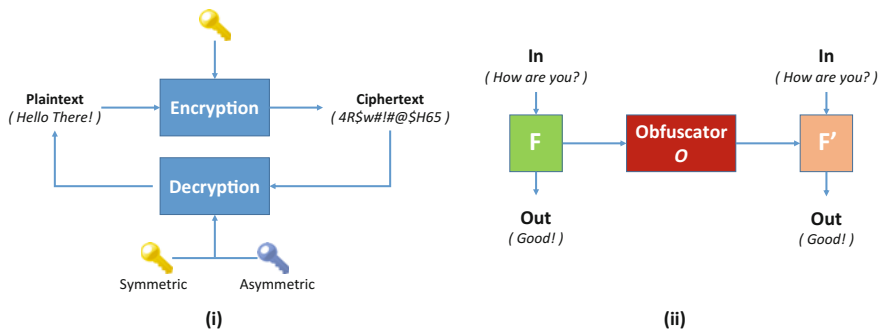 Plaintext
( Hello There! )
Encryption
Ciphertext
( 4R$w#!#@$H65 )
Decryption
Symmetric
Asymmetric
(i)
In
( How are you? )
F
Out
( Good! )
Obfuscator
O
In
( How are you? )
F’
Out
( Good! )
(ii)